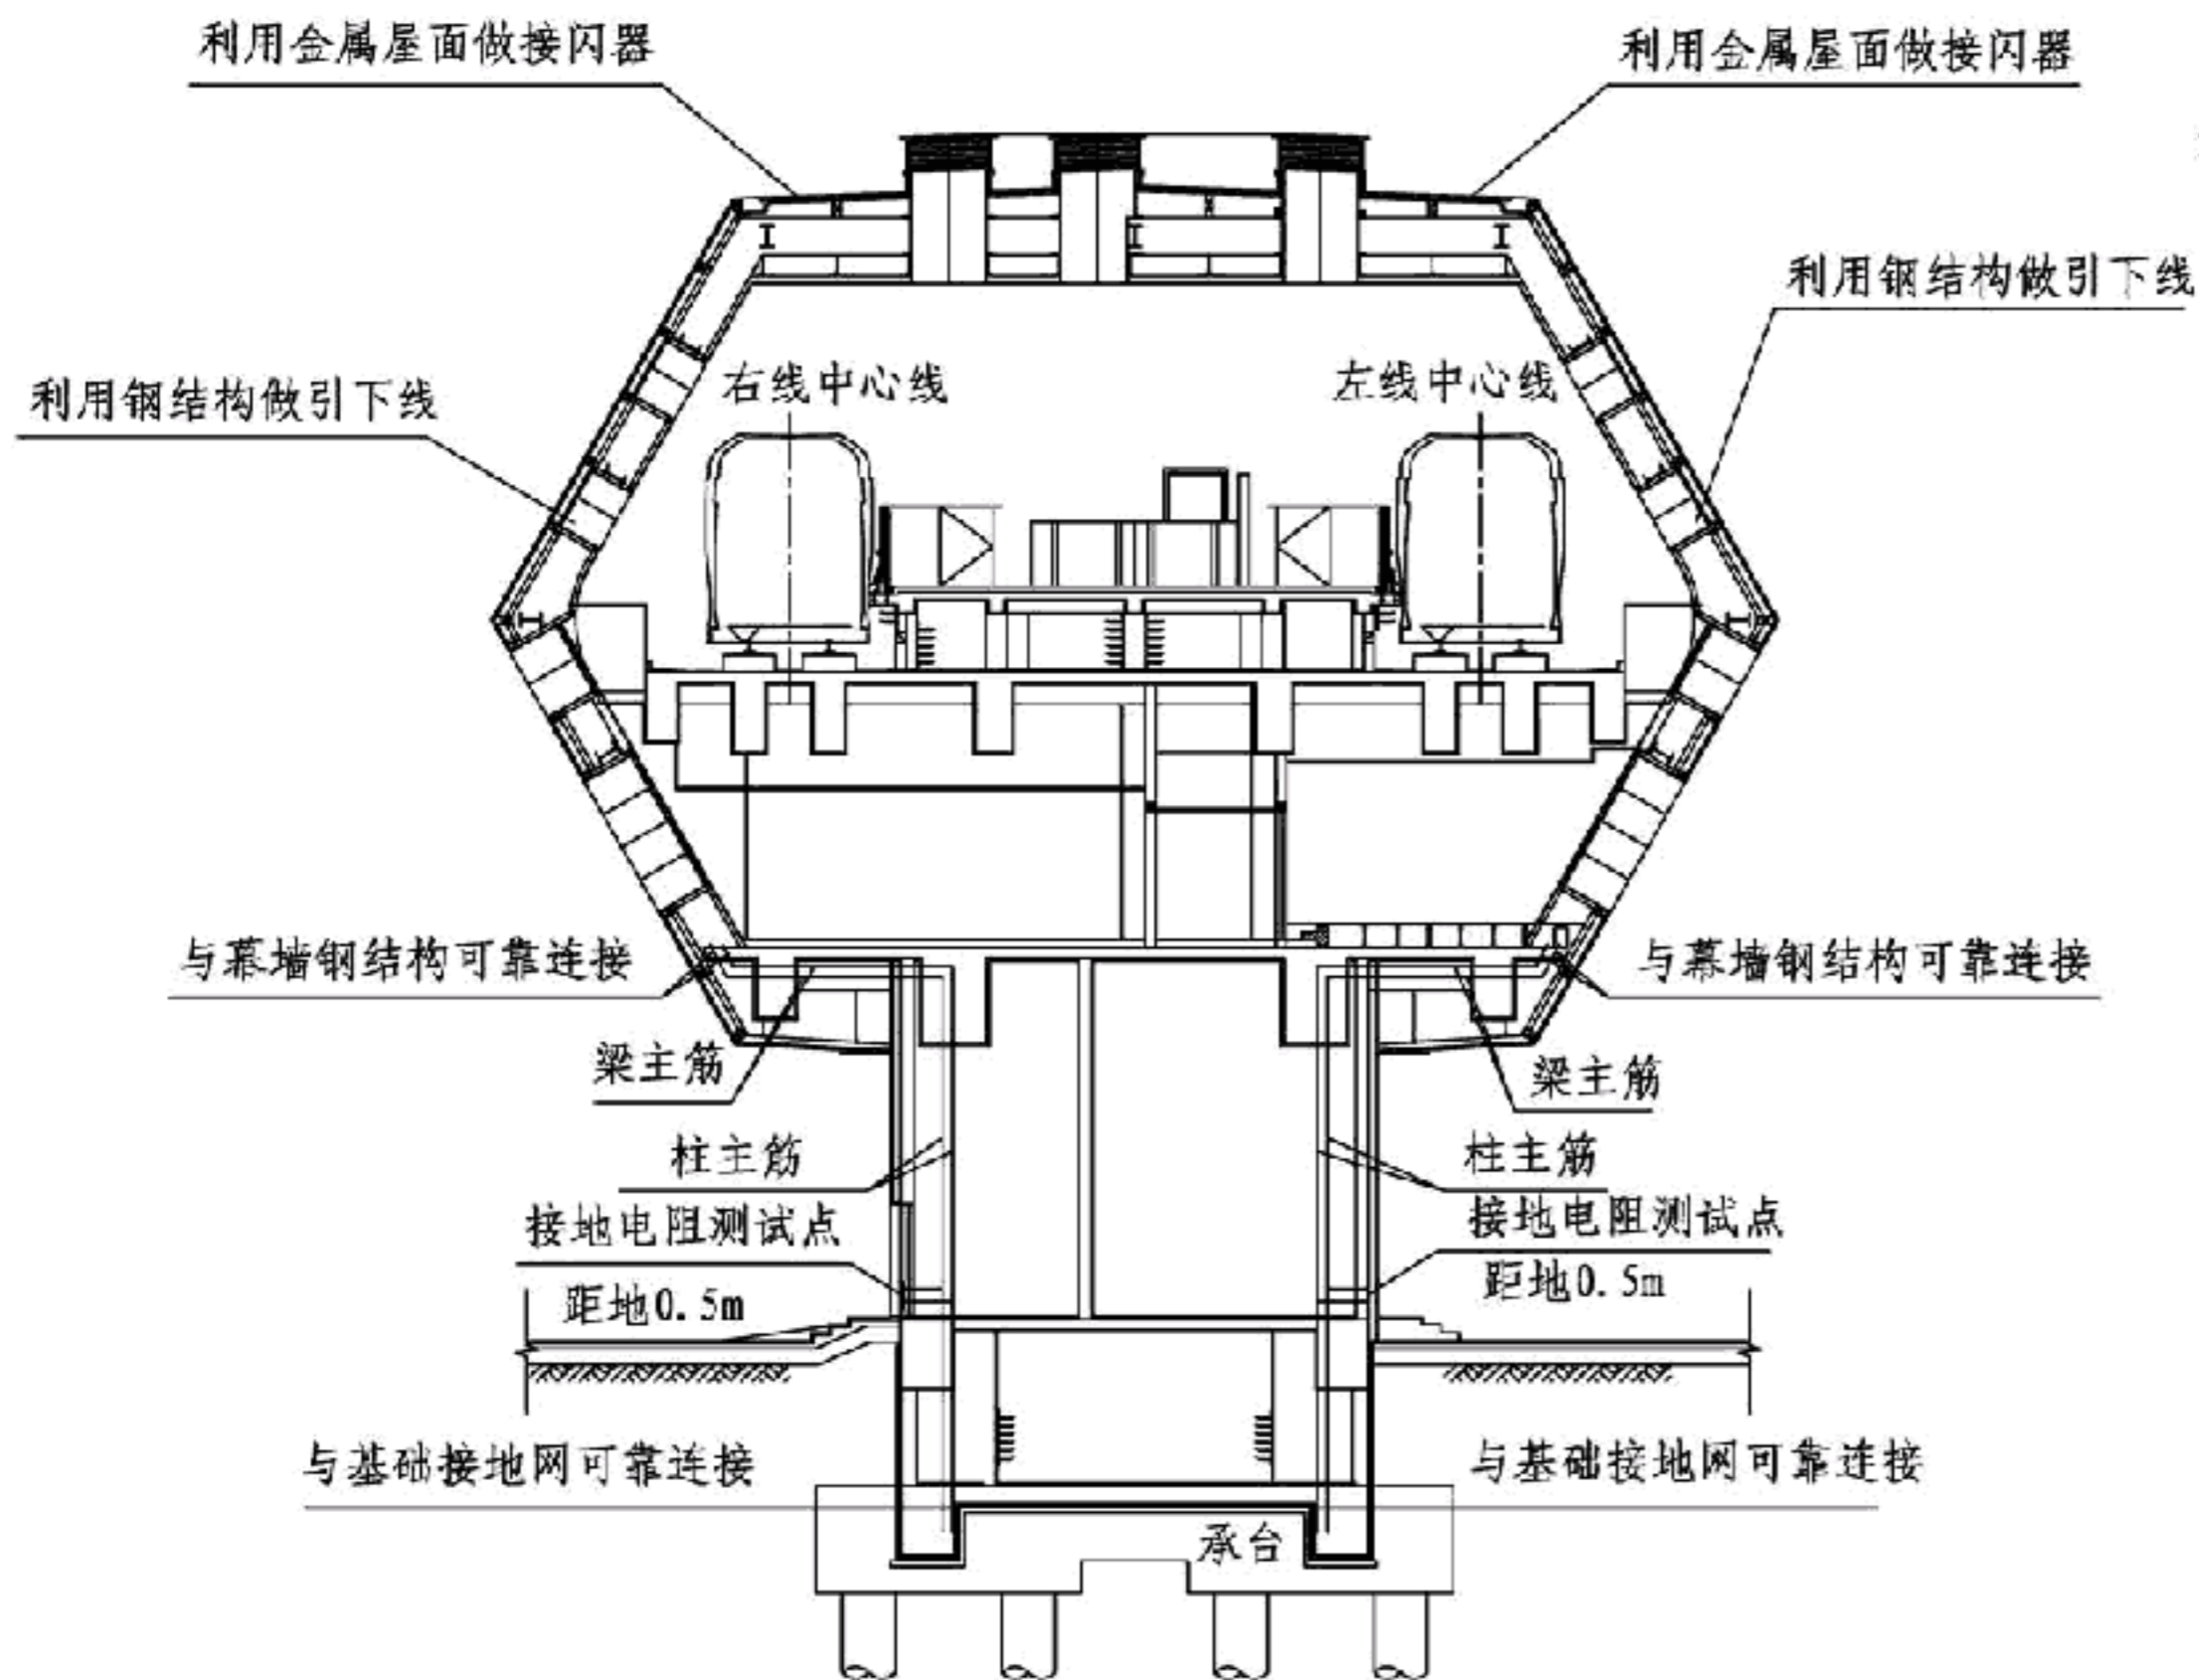 利用金属屋面做接闪器
利用金属屋面做接闪器
利用钢结构做引下线
利用钢结构做引下线
右线中心线
左线中心线
与幕墙钢结构可靠连接
与幕墙钢结构可靠连接
梁主筋
梁主筋
柱主筋
柱主筋
接地电阻测试点
距地0.5m
接地电阻测试点
距地0.5m
与基础接地网可靠连接
与基础接地网可靠连接
承台